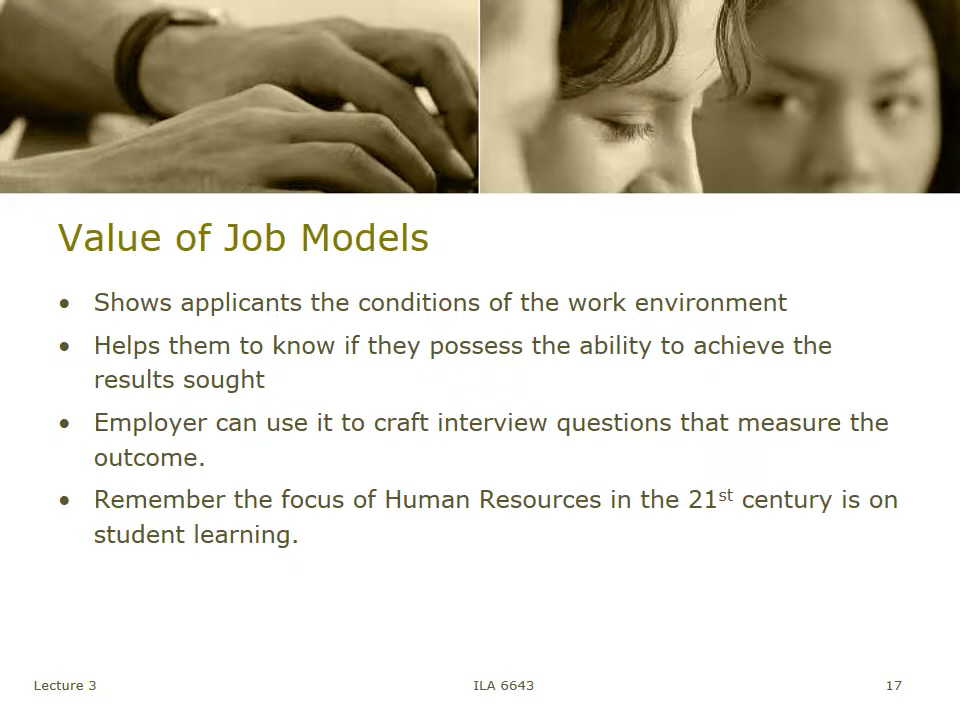 Value of Job Models
• Shows applicants the conditions of the work environment
• Helps them to know if they possess the ability to achieve the
results sought
• Employer can use it to craft interview questions that measure the
outcome.
• Remember the focus of Human Resources in the 21st century is on
student learning.
Lecture 3
ILA 6643
17